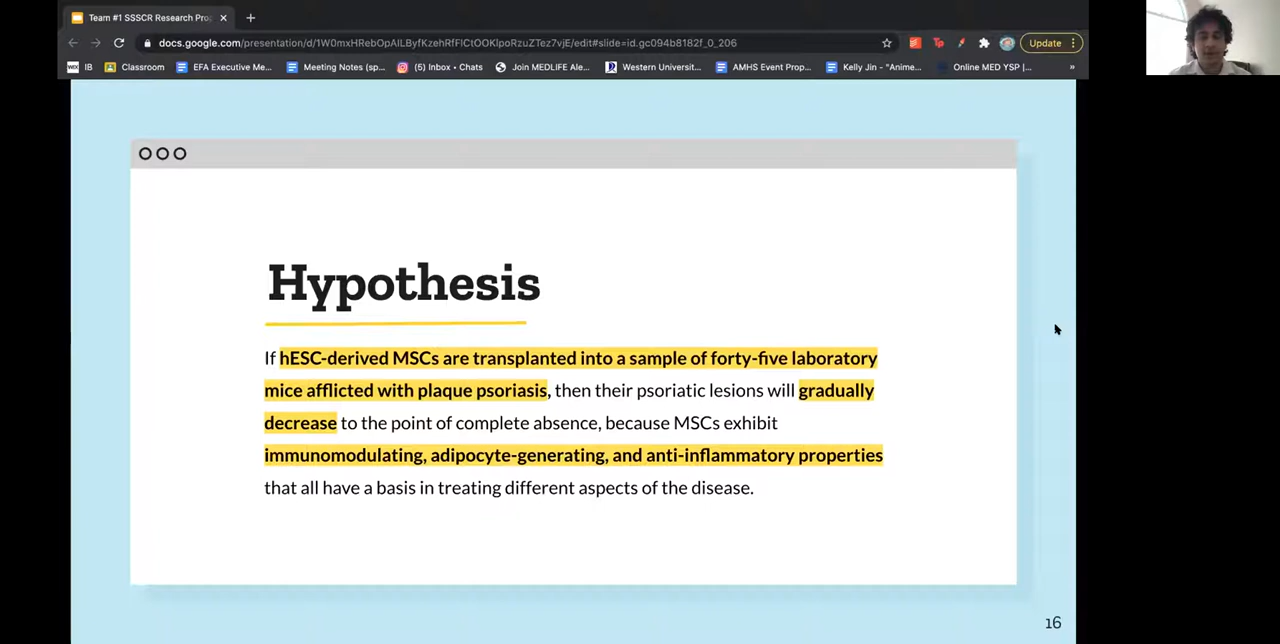 Team #1 SSSCR Research Pro
docs.google.com/presentation/d/1W0mxHRebOpAlLByfKzehRfFlCtOOKlpoRzuZTez7vjE/edit#slide=id.gc094b8182f_0_206
Update
IB
Classroom
EFA Executive Me...
Meeting Notes (sp...
(5) Inbox • Chats
Join MEDLIFE Ale...
Western Universit...
AMHS Event Prop...
Kelly Jin - "Anime...
Online MED YSP |...
»
Hypothesis
If hESC-derived MSCs are transplanted into a sample of forty-five laboratory
mice afflicted with plaque psoriasis, then their psoriatic lesions will gradually
decrease to the point of complete absence, because MSCs exhibit
immunomodulating, adipocyte-generating, and anti-inflammatory properties
that all have a basis in treating different aspects of the disease.
16